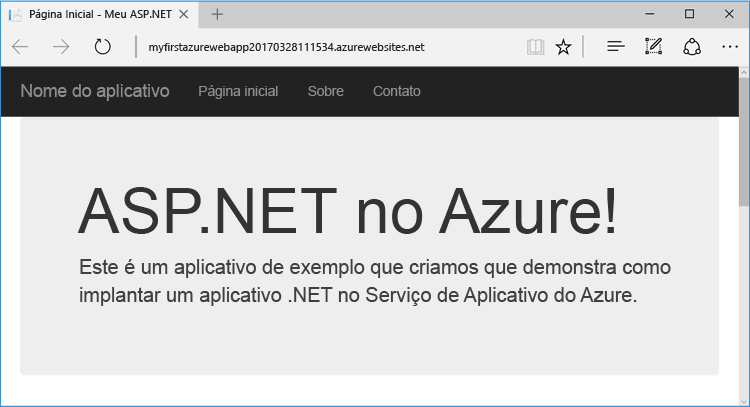 Página Inicial - Meu ASP.NET
myfirstazurewebapp20170328111534.azurewebsites.net
Nome do aplicativo Página inicial Sobre Contato
ASP.NET no Azure!
Este é um aplicativo de exemplo que criamos que demonstra como
implantar um aplicativo .NET no Serviço de Aplicativo do Azure.